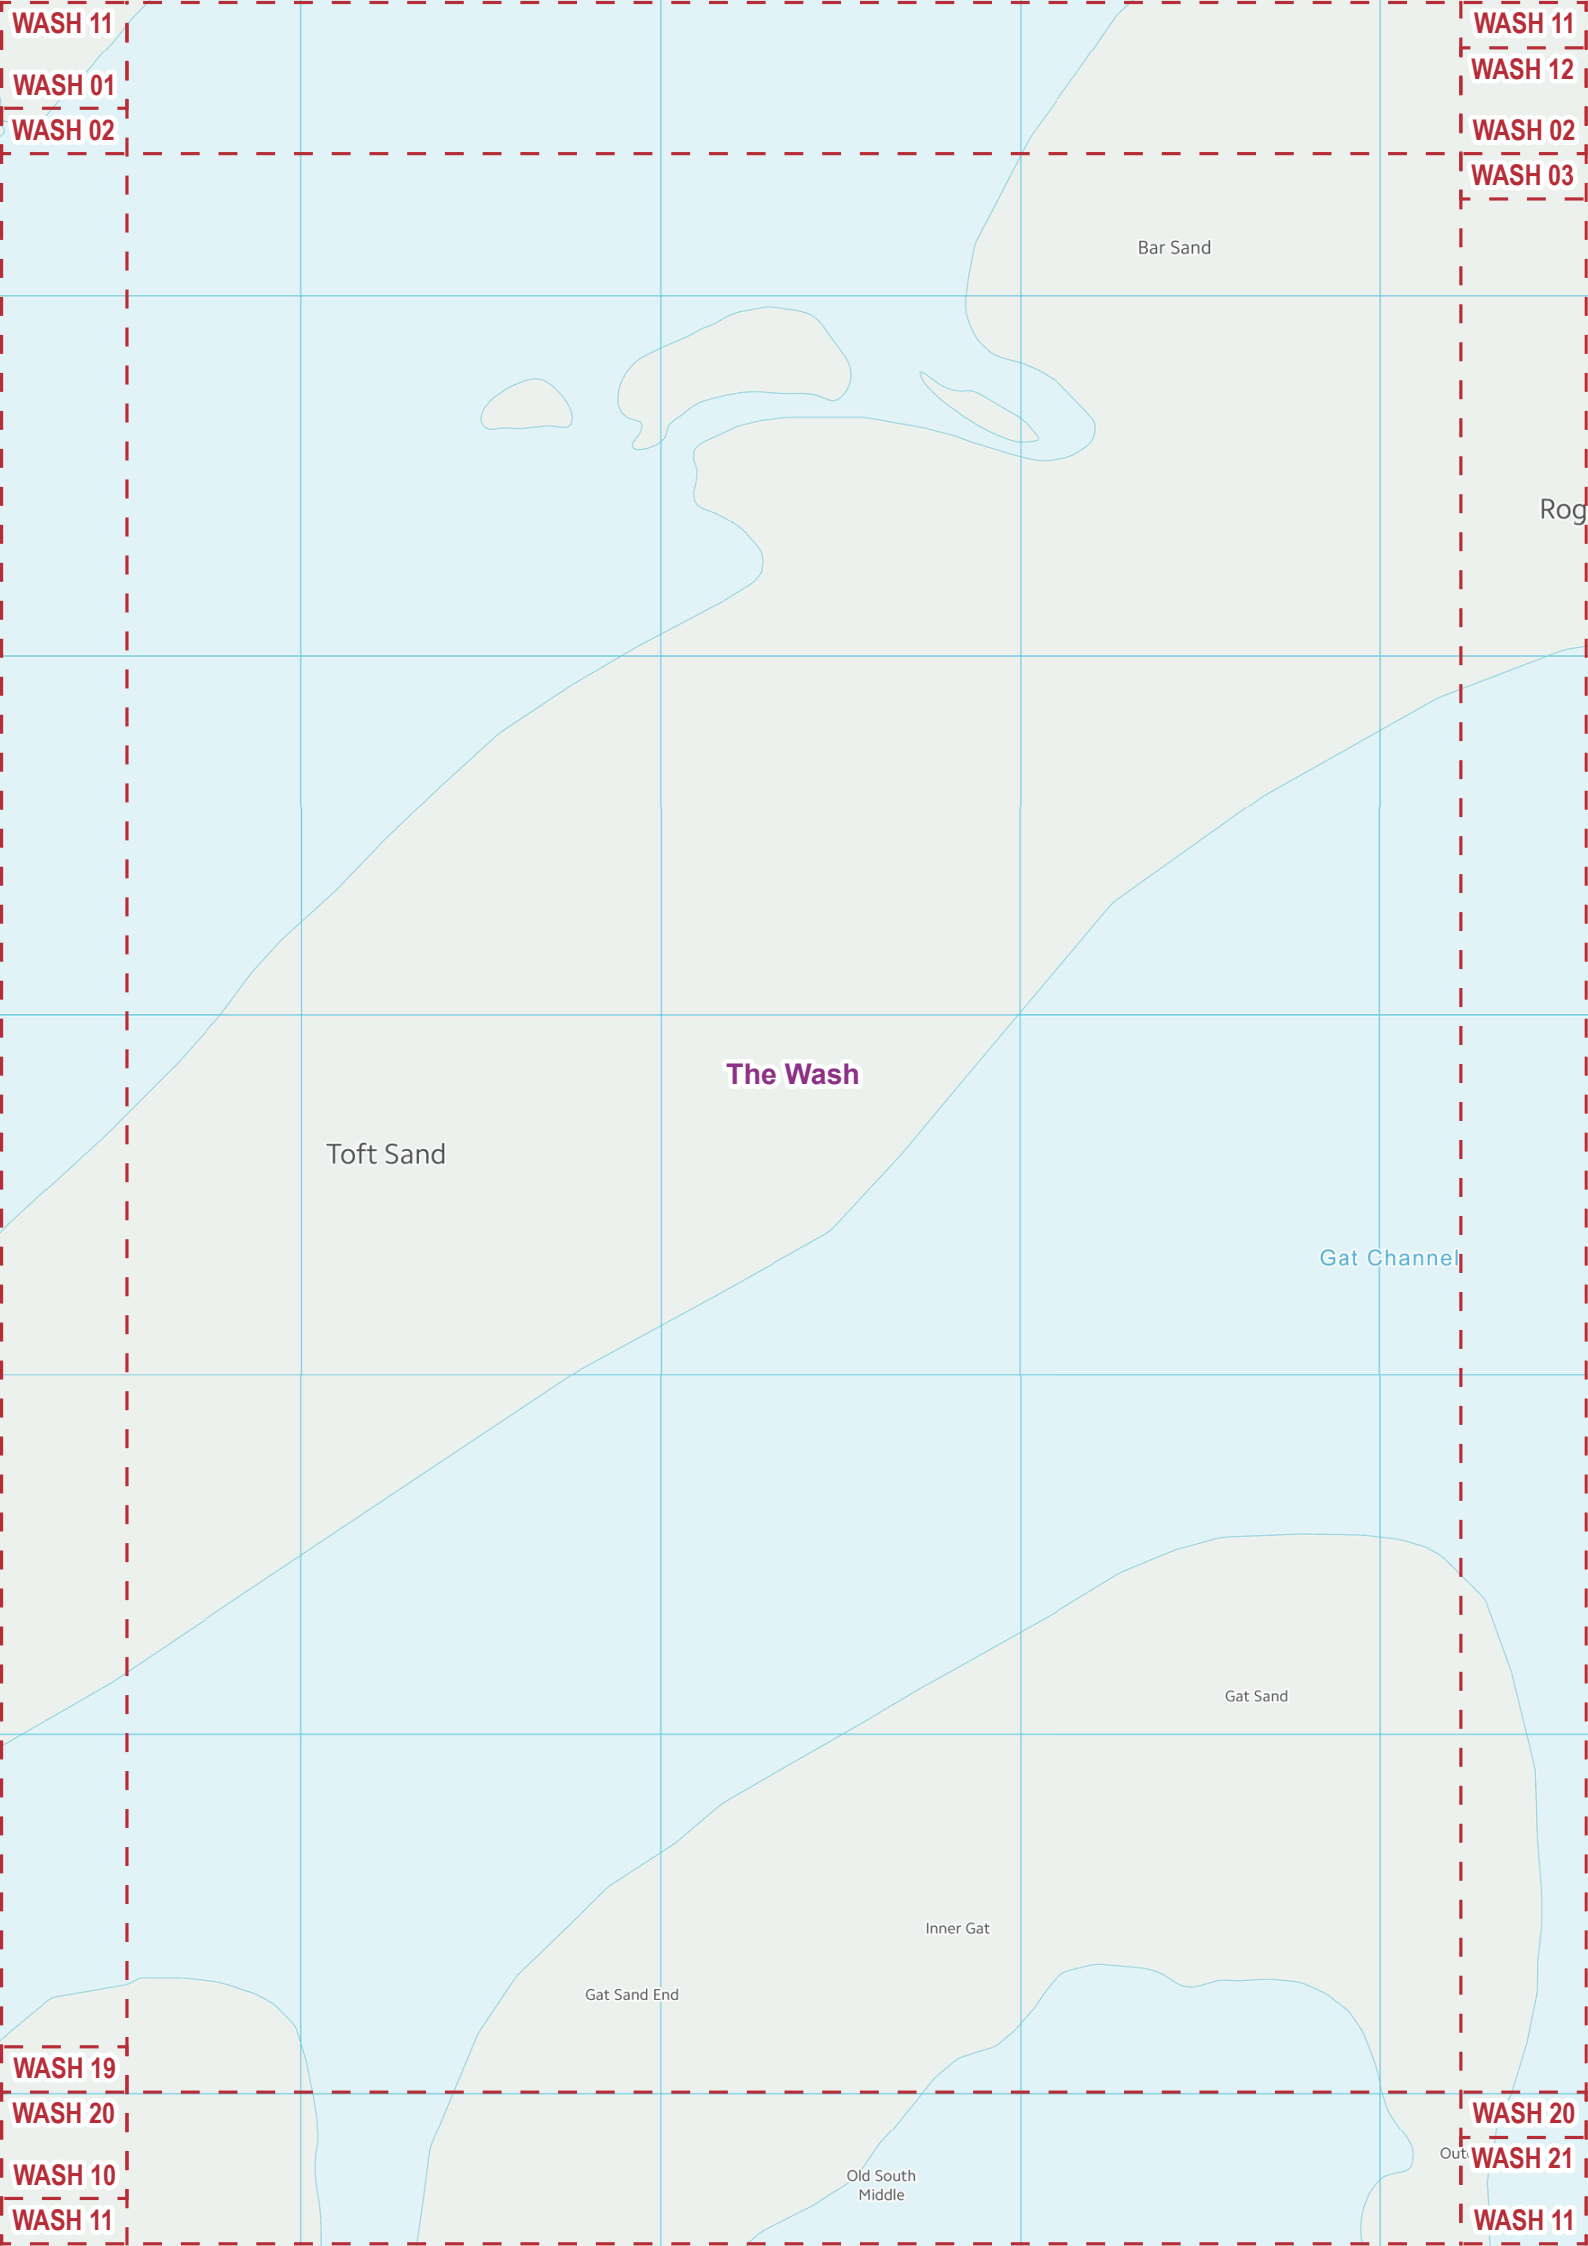 WASH 11
WASH 11
WASH 01
WASH 12
WASH 02
WASH 02
WASH 03
Bar Sand
Rog
The Wash
Toft Sand
Gat Channel
Gat Sand
Inner Gat
Gat Sand End
WASH 19
WASH 20
WASH 20
Out
WASH 21
WASH 10
Old South
Middle
WASH 11
WASH 11